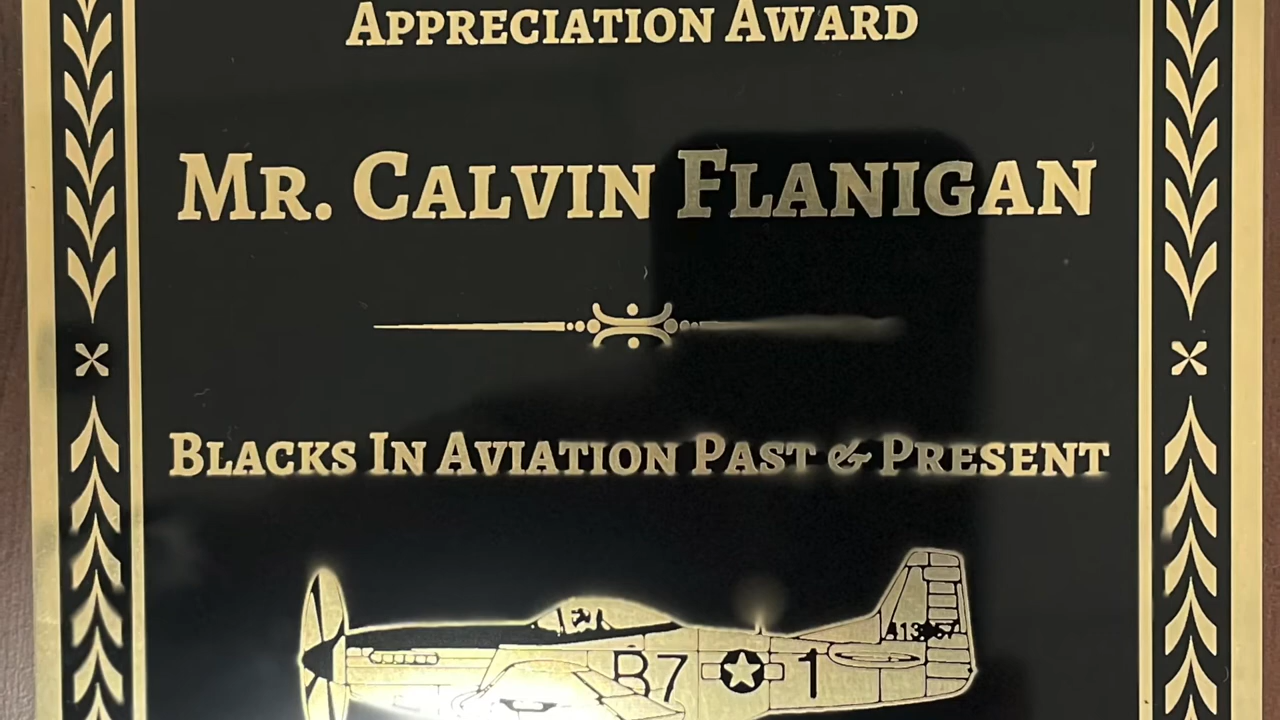 APPRECIATION AWARD
MR. CALVIN FLANIGAN
BLACKS IN AVIATION PAST & PRESENT
B7 1